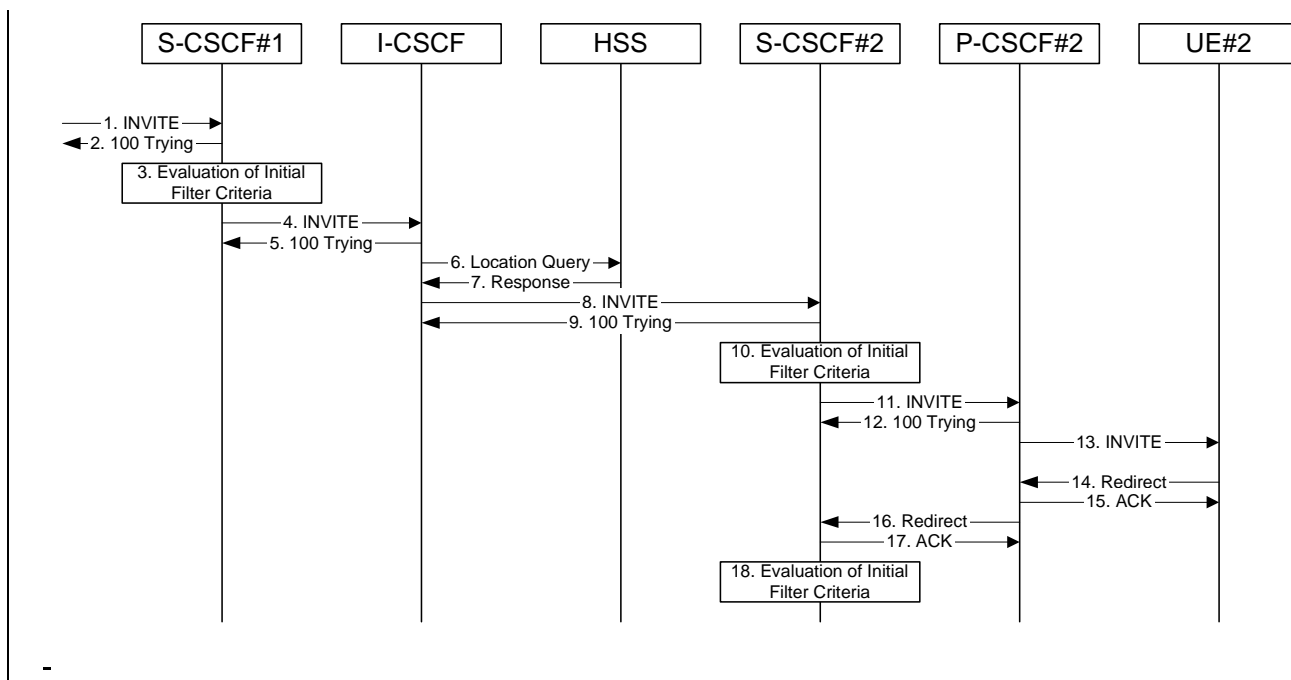 S-CSCF#1
I-CSCF
HSS
S-CSCF#2
P-CSCF#2
UE#2
1. INVITE
2. 100 Trying
3. Evaluation of Initial
Filter Criteria
4. INVITE
5. 100 Trying
6. Location Query
7. Response
8. INVITE
9. 100 Trying
10. Evaluation of Initial
Filter Criteria
11. INVITE
12. 100 Trying
13. INVITE
14. Redirect
15. ACK
16. Redirect
17. ACK
18. Evaluation of Initial
Filter Criteria
-